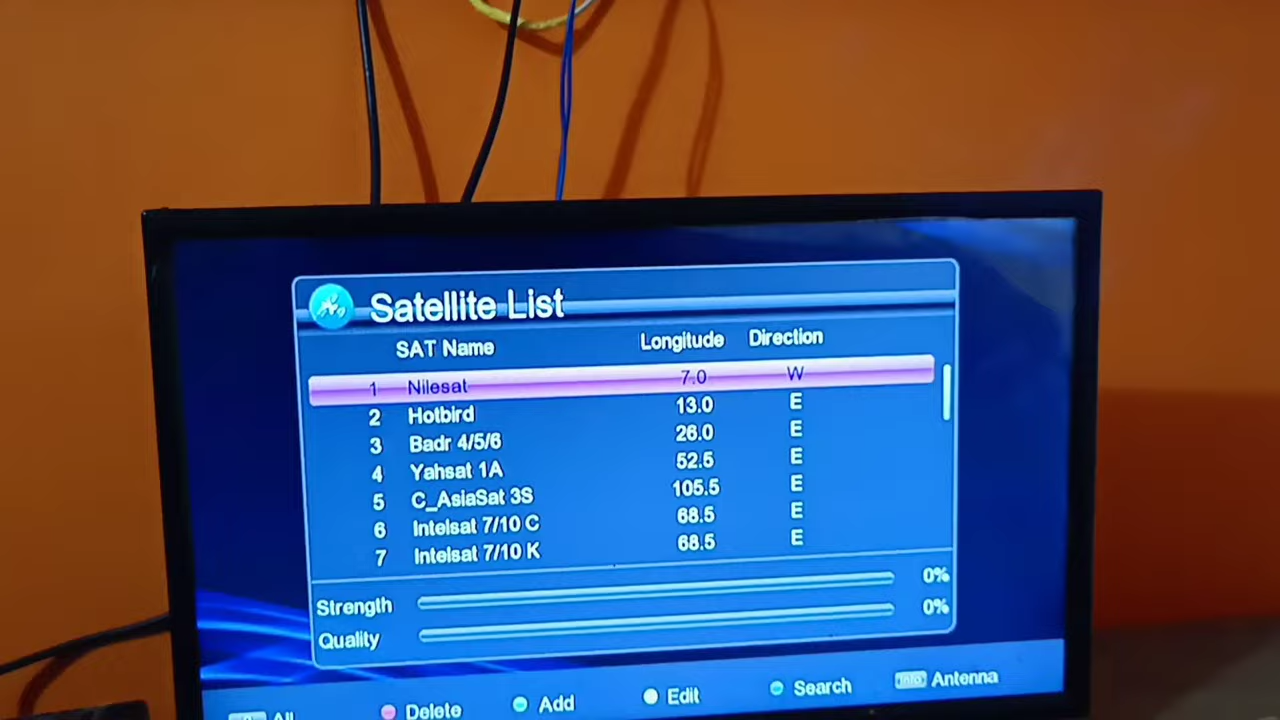 Satellite List
SAT Name Longitude Direction
1 Nilesat 7.0 W
2 Hotbird 13.0 E
3 Badr 4/5/6 26.0 E
4 Yahsat 1A 52.5 E
5 C_AsiaSat 3S 105.5 E
6 Intelsat 7/10 C 68.5 E
7 Intelsat 7/10 K 68.5 E
Strength 0%
Quality 0%
All Delete Add Edit Search Info Antenna